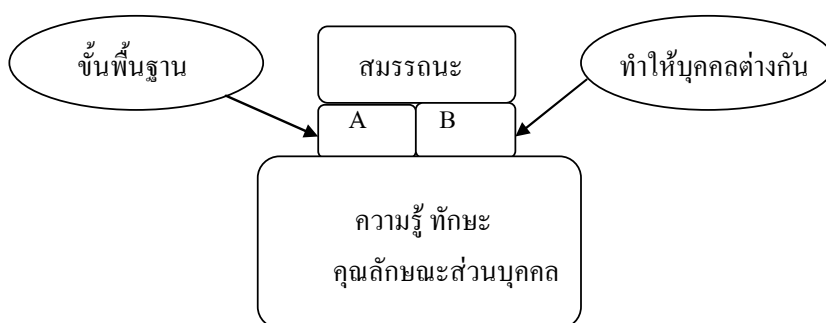 ขั้นพื้นฐาน
สมรรถนะ
ทำให้บุคคลต่างกัน
A
B
ความรู้ ทักษะ
คุณลักษณะส่วนบุคคล